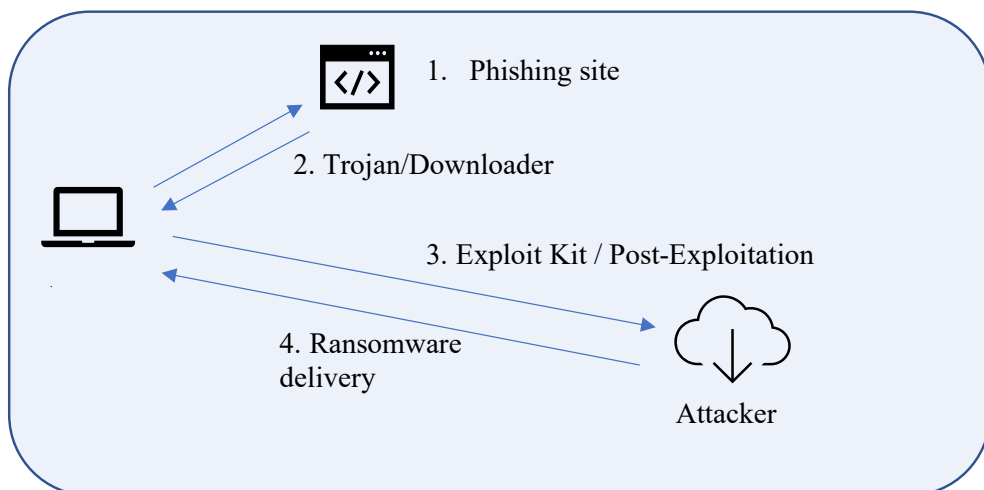 1. Phishing site
2. Trojan/Downloader
3. Exploit Kit / Post-Exploitation
4. Ransomware
delivery
Attacker